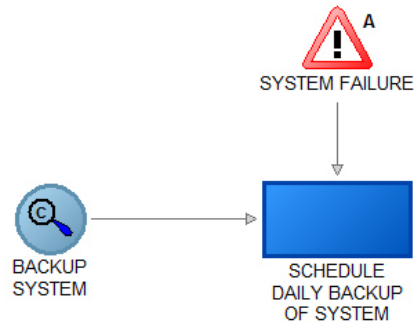 A
SYSTEM FAILURE
C
BACKUP
SYSTEM
SCHEDULE
DAILY BACKUP
OF SYSTEM